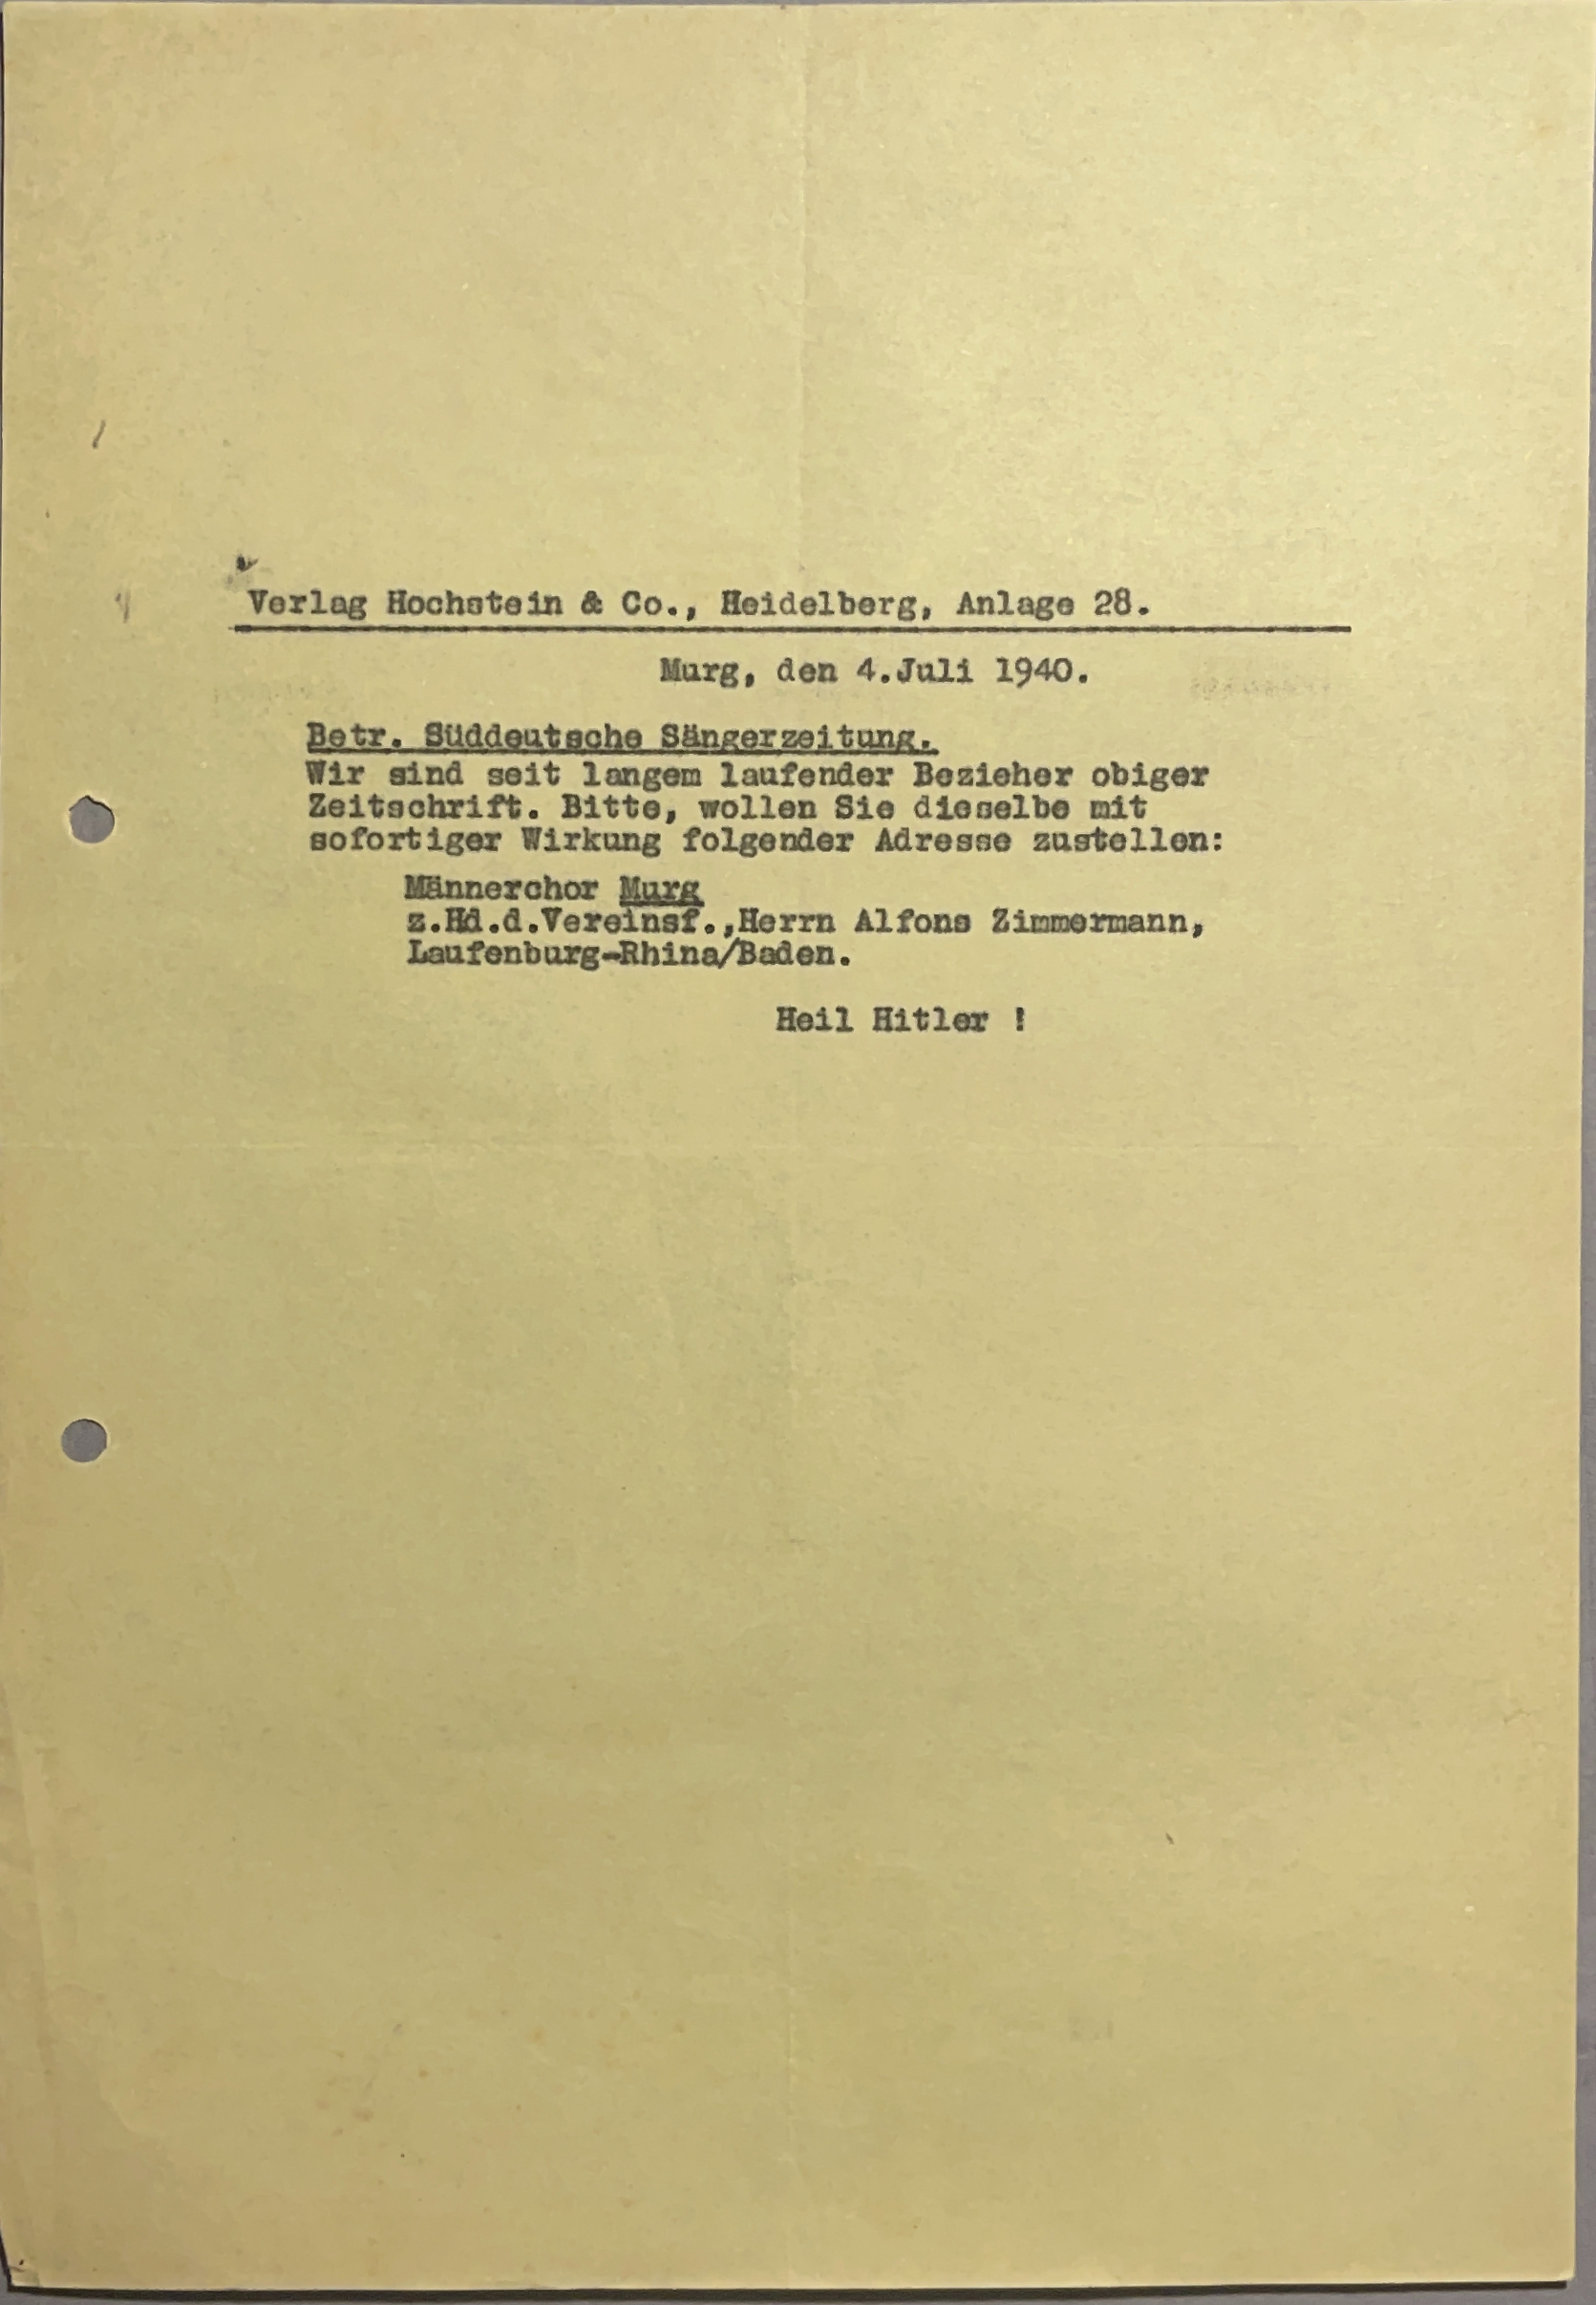 Verlag Hochstein & Co., Heidelberg, Anlage 28.
Murg, den 4.Juli 1940.
Betr. Süddeutsche Sängerzeitung.
Wir sind seit langem laufender Bezieher obiger
Zeitschrift. Bitte, wollen Sie dieselbe mit
sofortiger Wirkung folgender Adresse zustellen:
Männerchor Murg
z.Hd.d.Vereinsf.,Herrn Alfons Zimmermann,
Laufenburg-Rhina/Baden.
Heil Hitler !